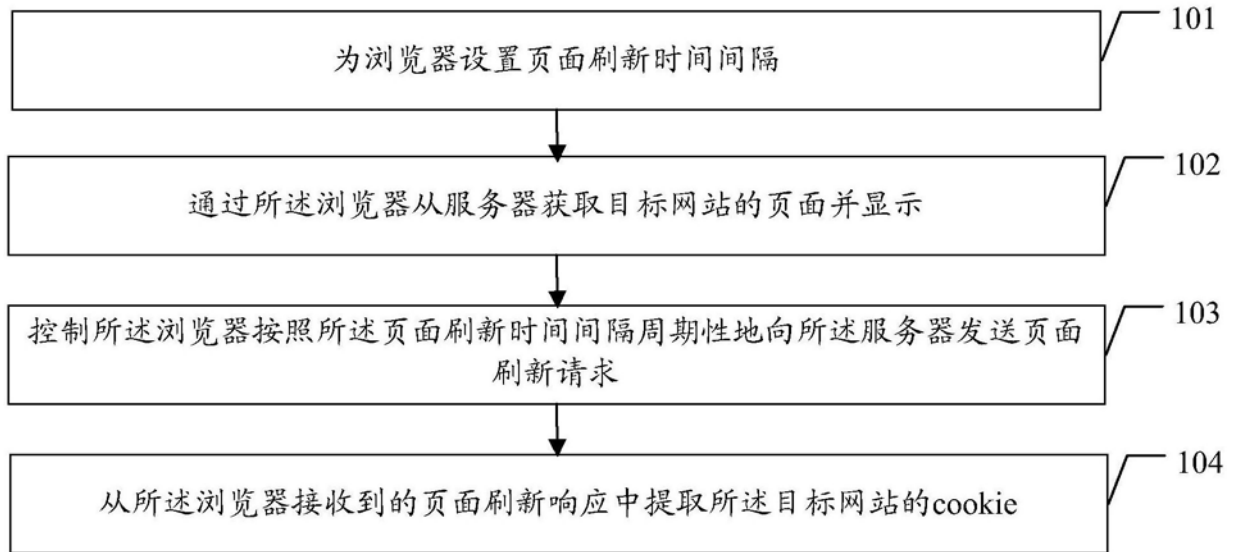 101
为浏览器设置页面刷新时间间隔
102
通过所述浏览器从服务器获取目标网站的页面并显示
103
控制所述浏览器按照所述页面刷新时间间隔周期性地向所述服务器发送页面
刷新请求
104
从所述浏览器接收到的页面刷新响应中提取所述目标网站的cookie